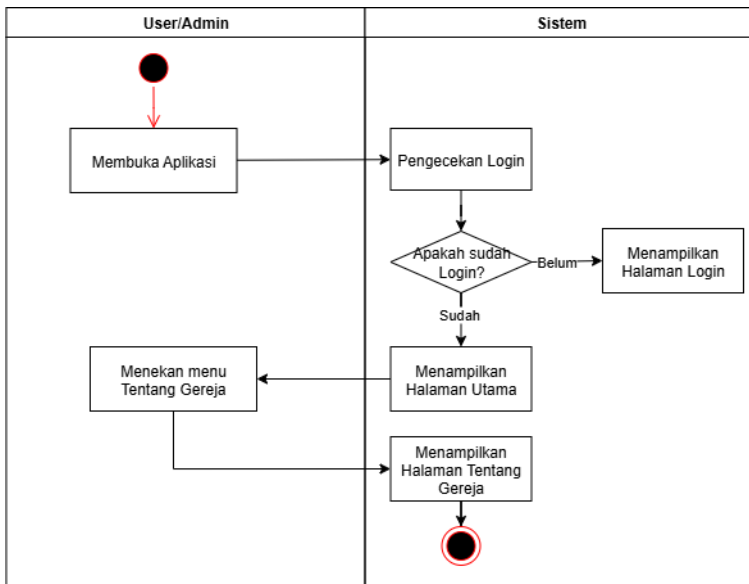 User/Admin
Sistem
Membuka Aplikasi
Pengecekan Login
Apakah sudah
Login?
Belum
Menampilkan
Halaman Login
Sudah
Menekan menu
Tentang Gereja
Menampilkan
Halaman Utama
Menampilkan
Halaman Tentang
Gereja